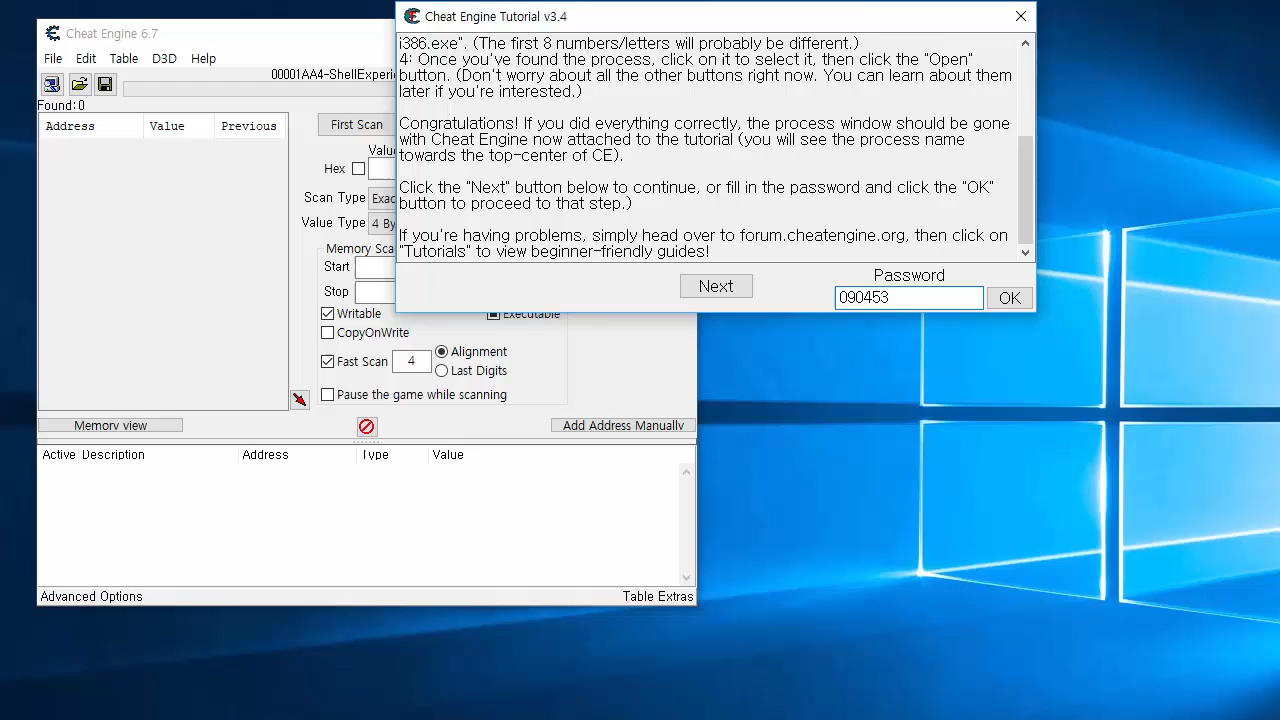 Cheat Engine 6.7
File Edit Table D3D Help
00001AA4-ShellExperi
Found:0
Address Value Previous
First Scan
Valu
Hex
Scan Type Exac
Value Type 4 By
Memory Sca
Start
Stop
Writable Executable
CopyOnWrite
Fast Scan 4 Alignment
Last Digits
Pause the game while scanning
Memory view Add Address Manually
Active Description Address Type Value
Advanced Options Table Extras
Cheat Engine Tutorial v3.4
i386.exe". (The first 8 numbers/letters will probably be different.)
4: Once you've found the process, click on it to select it, then click the "Open"
button. (Don't worry about all the other buttons right now. You can learn about them
later if you're interested.)
Congratulations! If you did everything correctly, the process window should be gone
with Cheat Engine now attached to the tutorial (you will see the process name
towards the top-center of CE).
Click the "Next" button below to continue, or fill in the password and click the "OK"
button to proceed to that step.)
If you're having problems, simply head over to forum.cheatengine.org, then click on
"Tutorials" to view beginner-friendly guides!
Password
Next 090453 OK